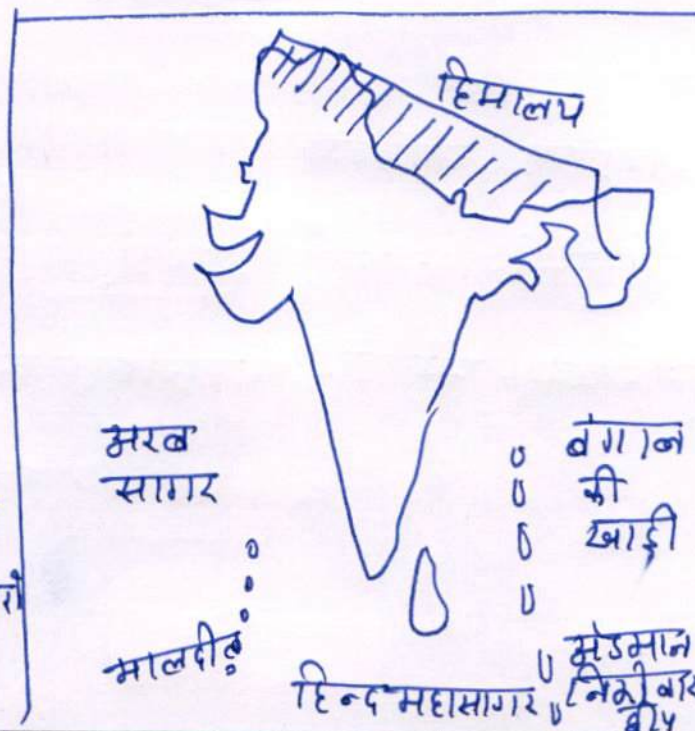 हिमालय
अरब
सागर
बंगाल
की
खाड़ी
मालदीव
हिन्द महासागर
अंडमान
निकोबार
द्वीप